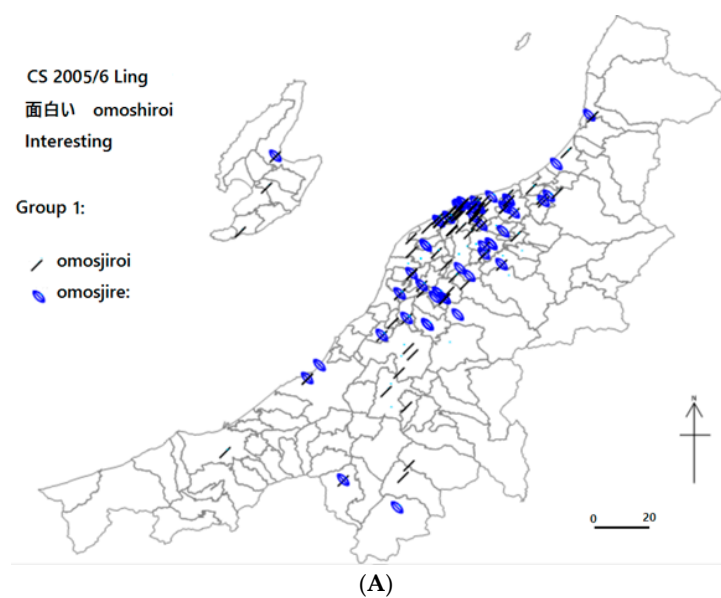 CS 2005/6 Ling
面白い omoshiroi
Interesting
Group 1:
omosjiroi
omosjire:
N
0 20
(A)